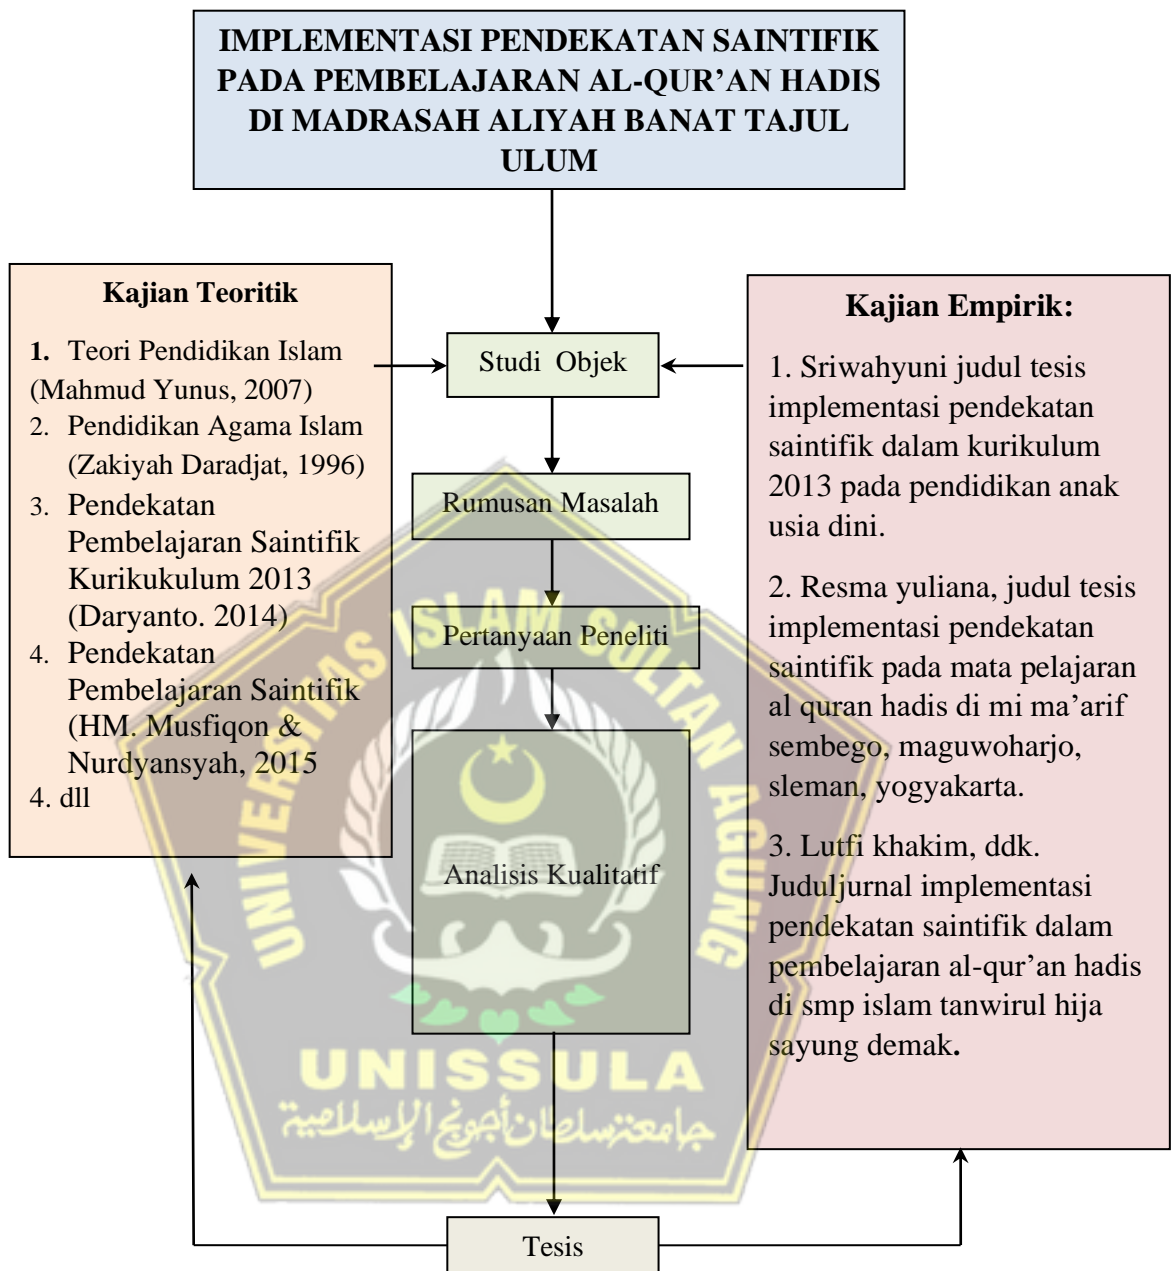 IMPLEMENTASI PENDEKATAN SAINTIFIK
PADA PEMBELAJARAN AL-QUR’AN HADIS
DI MADRASAH ALIYAH BANAT TAJUL
ULUM
Kajian Teoritik
1. Teori Pendidikan Islam
(Mahmud Yunus, 2007)
2. Pendidikan Agama Islam
(Zakiyah Daradjat, 1996)
3. Pendekatan
Pembelajaran Saintifik
Kurikukulum 2013
(Daryanto. 2014)
4. Pendekatan
Pembelajaran Saintifik
(HM. Musfiqon &
Nurdyansyah, 2015
4. dll
Studi Objek
Rumusan Masalah
Pertanyaan Peneliti
Analisis Kualitatif
Tesis
Kajian Empirik:
1. Sriwahyuni judul tesis
implementasi pendekatan
saintifik dalam kurikulum
2013 pada pendidikan anak
usia dini.
2. Resma yuliana, judul tesis
implementasi pendekatan
saintifik pada mata pelajaran
al quran hadis di mi ma’arif
sembego, maguwoharjo,
sleman, yogyakarta.
3. Lutfi khakim, ddk.
Juduljurnal implementasi
pendekatan saintifik dalam
pembelajaran al-qur’an hadis
di smp islam tanwirul hija
sayung demak.
UNIVERSITAS ISLAM SULTAN AGUNG
UNISSULA
جامعة سلطان أجونج الإسلامية